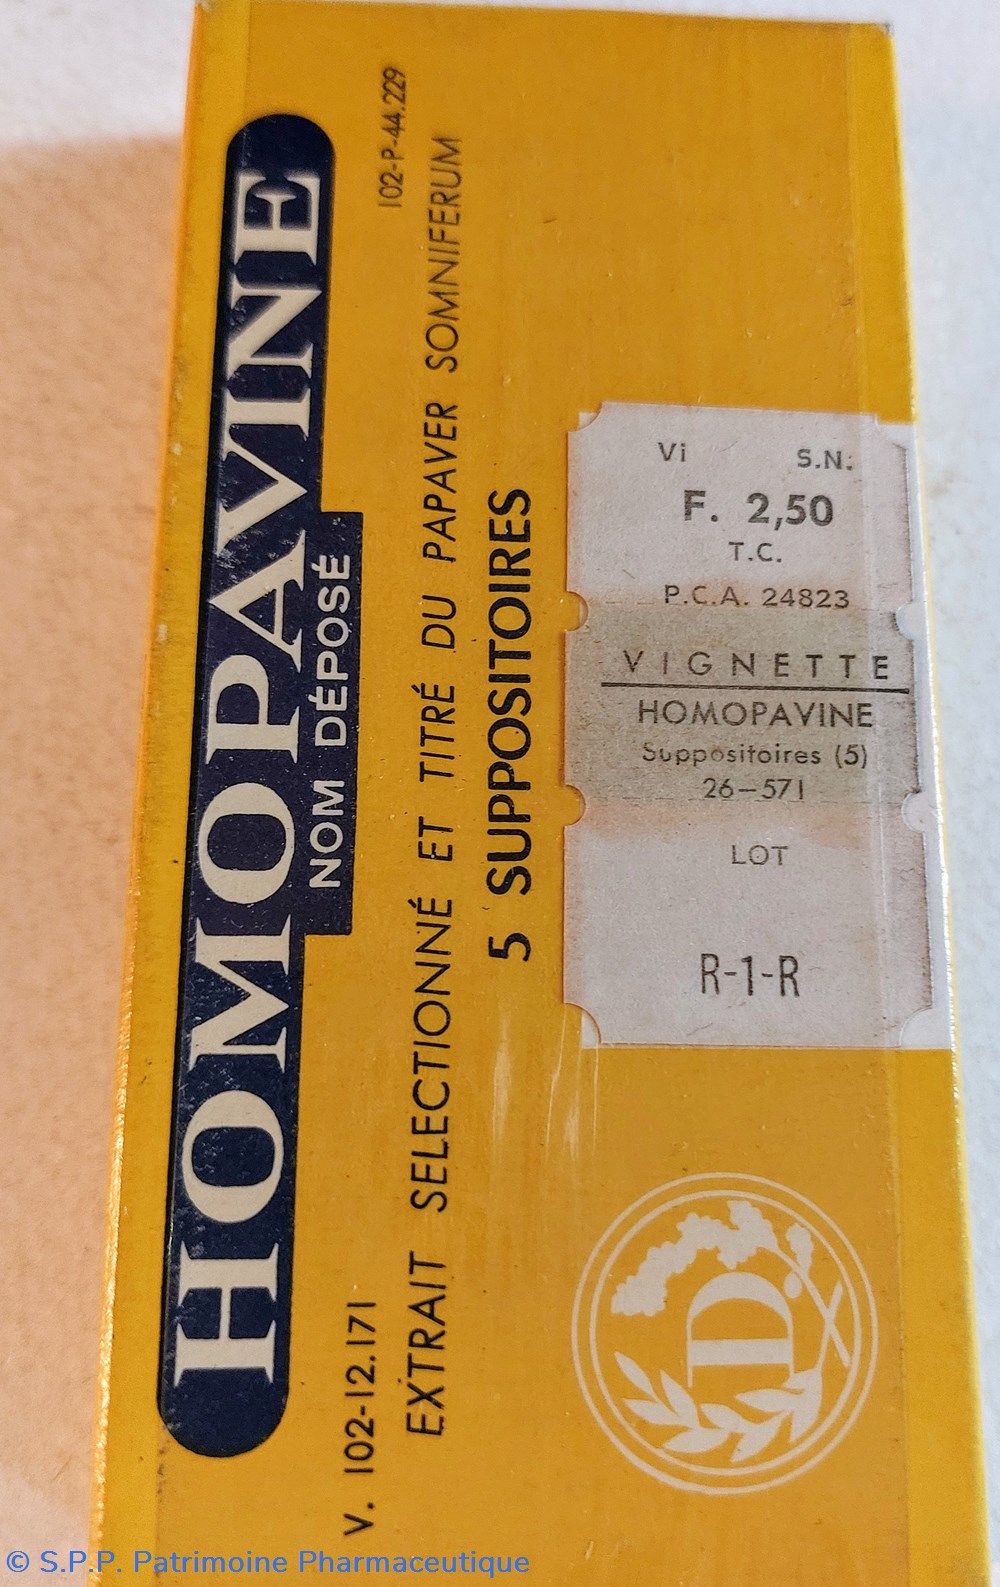 HOMOPAVINE
NOM DÉPOSÉ
V. 102-12.171
102-P-44.229
EXTRAIT SELECTIONNÉ ET TITRÉ DU PAPAVER SOMNIFERUM
5 SUPPOSITOIRES
Vi S.N:
F. 2,50
T.C.
P.C.A. 24823
VIGNETTE
HOMOPAVINE
Suppositoires (5)
26-571
LOT
R-1-R
D
© S.P.P. Patrimoine Pharmaceutique